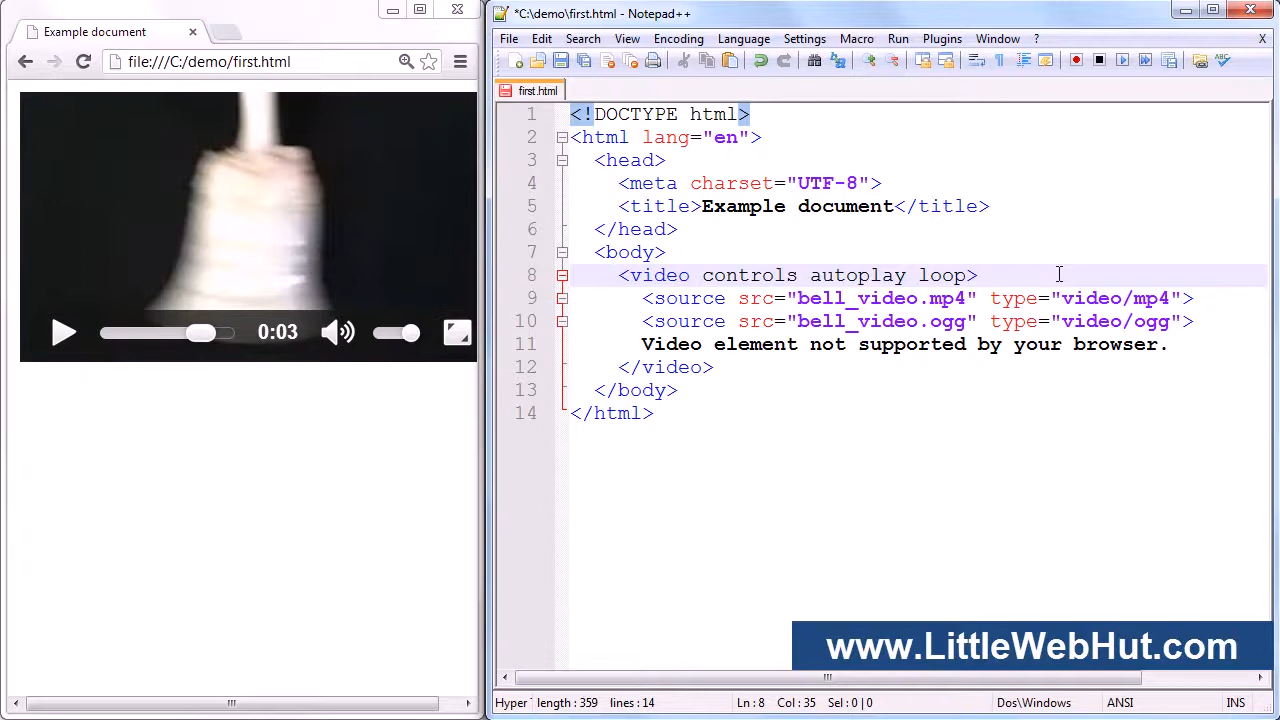 Example document
file:///C:/demo/first.html
0:03
*C:\demo\first.html - Notepad++
File Edit Search View Encoding Language Settings Macro Run Plugins Window ? X
first.html
1 <!DOCTYPE html>
2 <html lang="en">
3 <head>
4 <meta charset="UTF-8">
5 <title>Example document</title>
6 </head>
7 <body>
8 <video controls autoplay loop>
9 <source src="bell_video.mp4" type="video/mp4">
10 <source src="bell_video.ogg" type="video/ogg">
11 Video element not supported by your browser.
12 </video>
13 </body>
14 </html>
www.LittleWebHut.com
Hyper length : 359 lines : 14 Ln : 8 Col : 35 Sel : 0 | 0 Dos\Windows ANSI INS